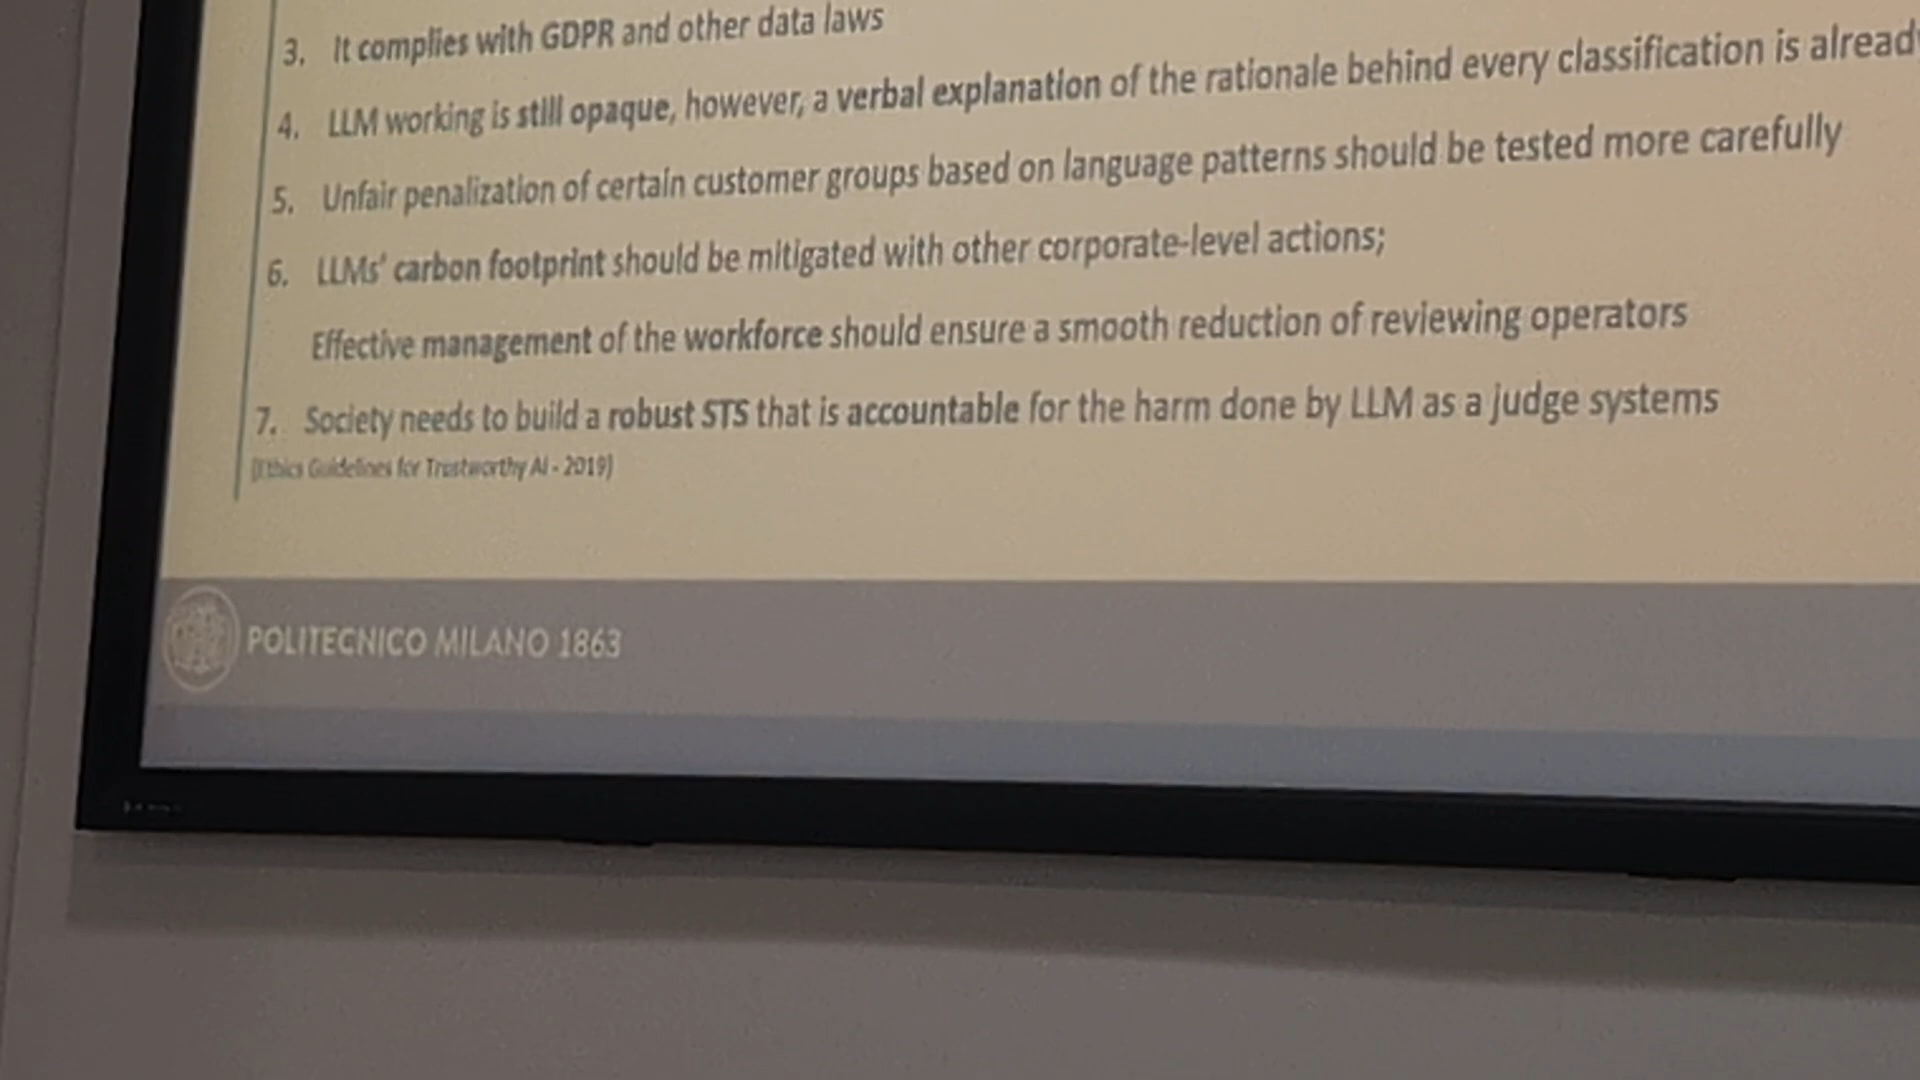 3. It complies with GDPR and other data laws
4. LLM working is still opaque, however, a verbal explanation of the rationale behind every classification is already
5. Unfair penalization of certain customer groups based on language patterns should be tested more carefully
6. LLMs' carbon footprint should be mitigated with other corporate-level actions;
Effective management of the workforce should ensure a smooth reduction of reviewing operators
7. Society needs to build a robust STS that is accountable for the harm done by LLM as a judge systems
[Ethics Guidelines for Trustworthy AI - 2019]
POLITECNICO MILANO 1863